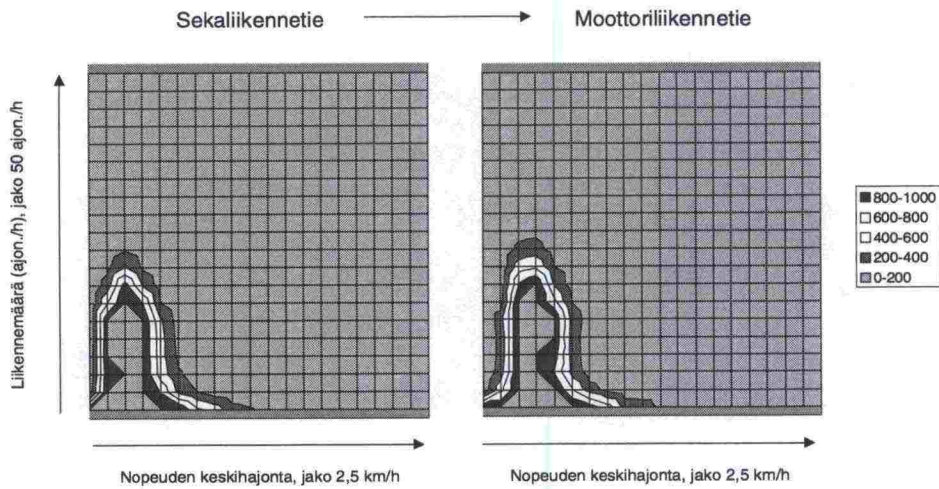 Sekaliikennetie
Moottoriliikennetie
Liikennemäärä (ajon./h), jako 50 ajon./h
800-1000
600-800
400-600
200-400
0-200
Nopeuden keskihajonta, jako 2,5 km/h
Nopeuden keskihajonta, jako 2,5 km/h